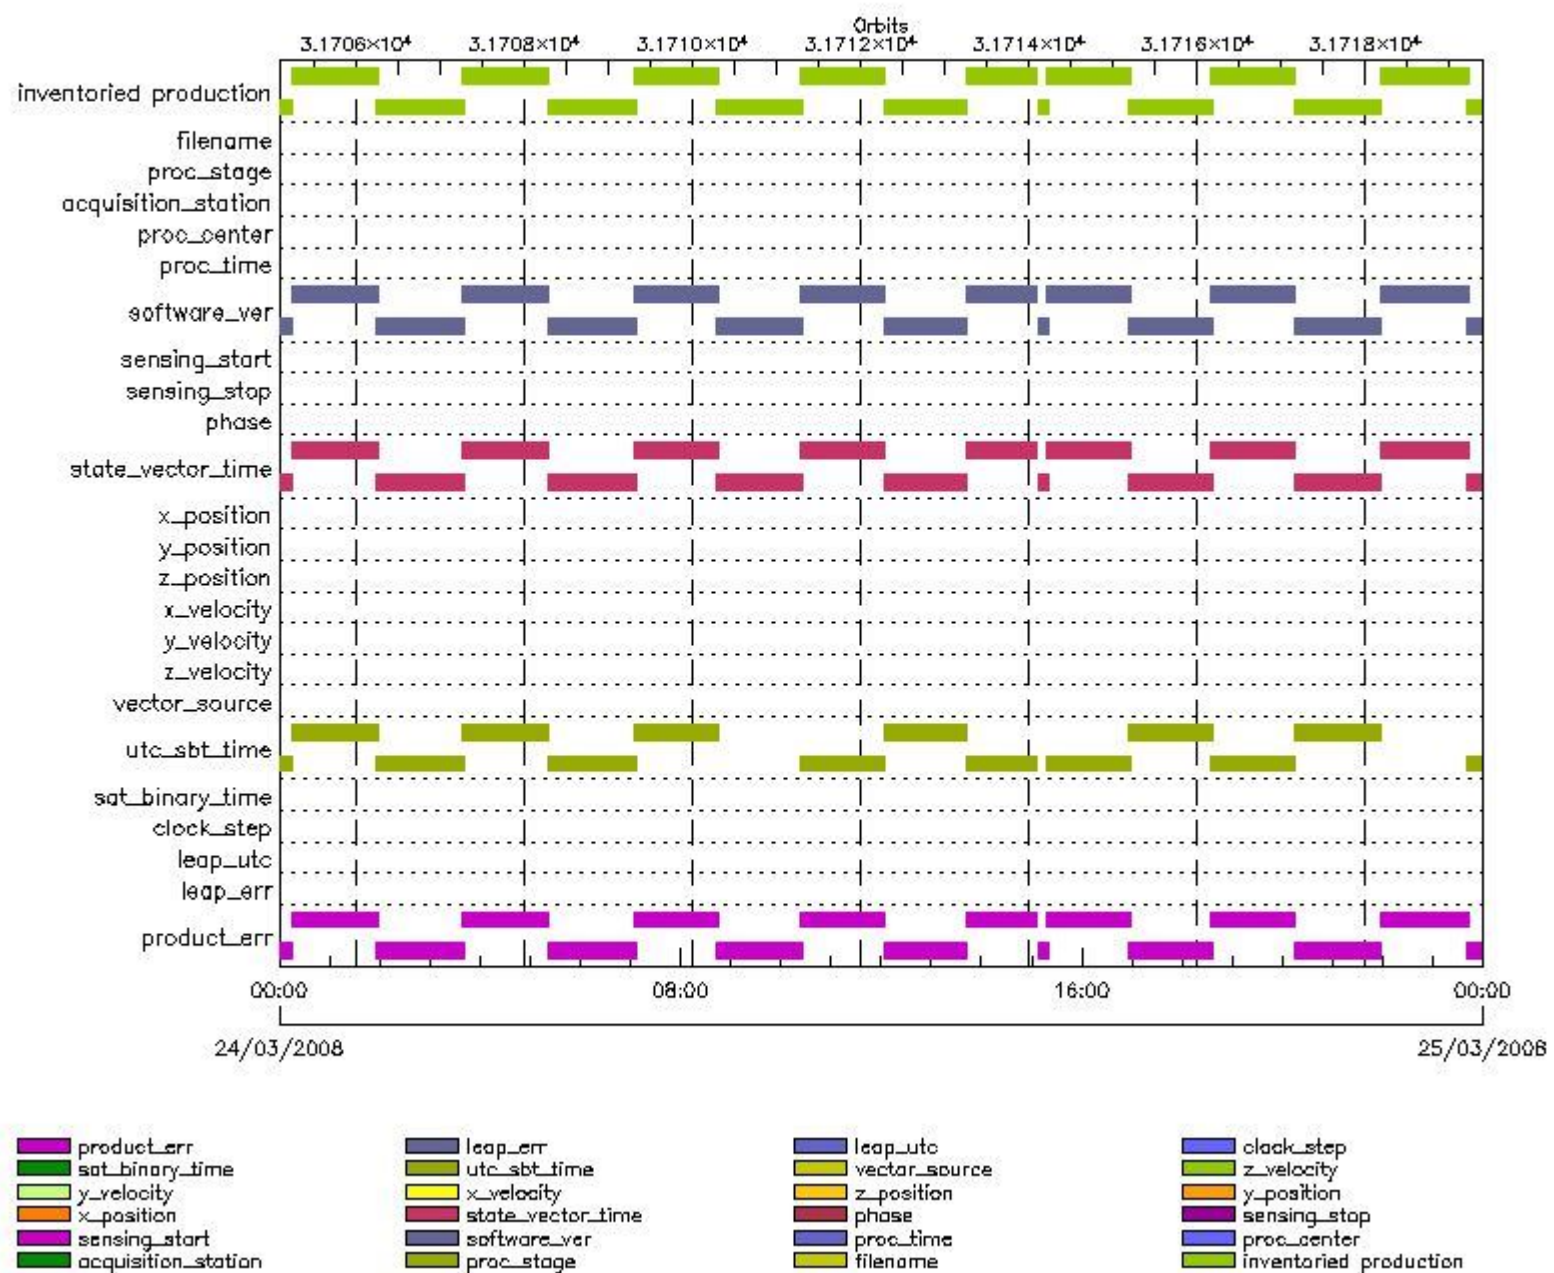 Orbits
3.1706×10⁴ 3.1708×10⁴ 3.1710×10⁴ 3.1712×10⁴ 3.1714×10⁴ 3.1716×10⁴ 3.1718×10⁴
inventoried production
filename
proc_stage
acquisition_station
proc_center
proc_time
software_ver
sensing_start
sensing_stop
phase
state_vector_time
x_position
y_position
z_position
x_velocity
y_velocity
z_velocity
vector_source
utc_sbt_time
sat_binary_time
clock_step
leap_utc
leap_err
product_err
00:00 08:00 16:00 00:00
24/03/2008 25/03/2008
product_err leap_err leap_utc clock_step
sat_binary_time utc_sbt_time vector_source z_velocity
y_velocity x_velocity z_position y_position
x_position state_vector_time phase sensing_stop
sensing_start software_ver proc_time proc_center
acquisition_station proc_stage filename inventoried production